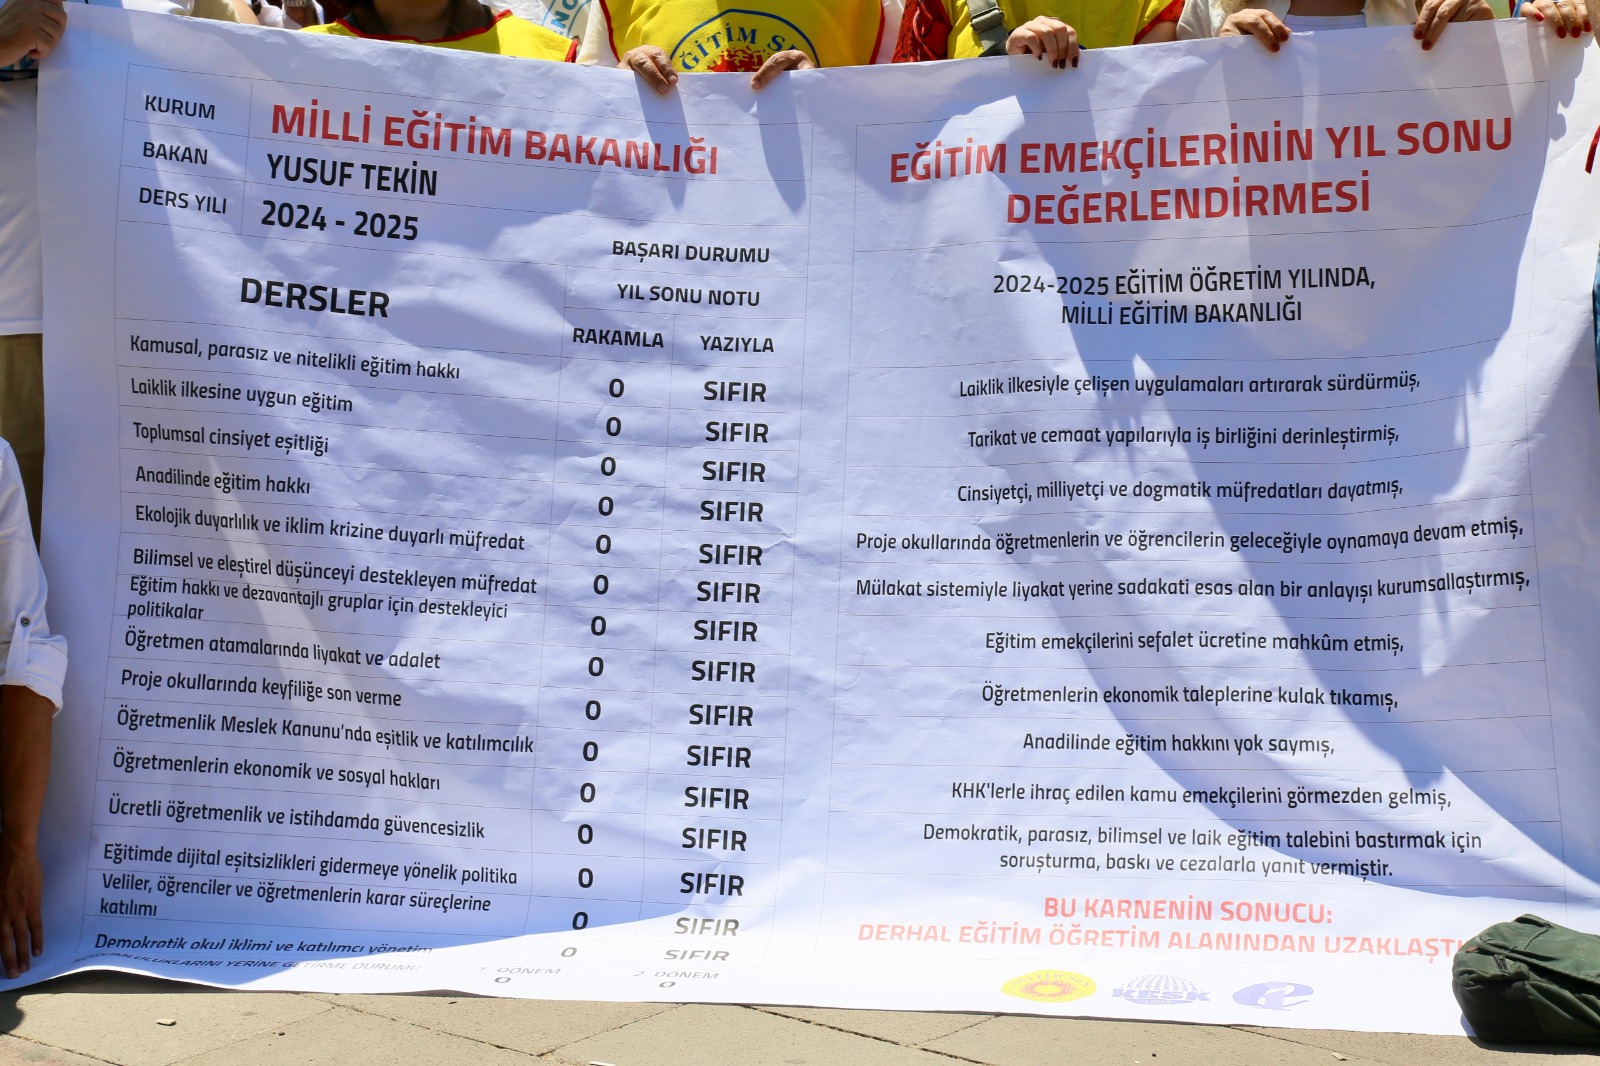 ĞİTİM S
KURUM MİLLİ EĞİTİM BAKANLIĞI
BAKAN YUSUF TEKİN
DERS YILI 2024 - 2025
BAŞARI DURUMU
DERSLER YIL SONU NOTU
RAKAMLA YAZIYLA
Kamusal, parasız ve nitelikli eğitim hakkı 0 SIFIR
Laiklik ilkesine uygun eğitim 0 SIFIR
Toplumsal cinsiyet eşitliği 0 SIFIR
Anadilinde eğitim hakkı 0 SIFIR
Ekolojik duyarlılık ve iklim krizine duyarlı müfredat 0 SIFIR
Bilimsel ve eleştirel düşünceyi destekleyen müfredat 0 SIFIR
Eğitim hakkı ve dezavantajlı gruplar için destekleyici
politikalar 0 SIFIR
Öğretmen atamalarında liyakat ve adalet 0 SIFIR
Proje okullarında keyfiliğe son verme 0 SIFIR
Öğretmenlik Meslek Kanunu'nda eşitlik ve katılımcılık 0 SIFIR
Öğretmenlerin ekonomik ve sosyal hakları 0 SIFIR
Ücretli öğretmenlik ve istihdamda güvencesizlik 0 SIFIR
Eğitimde dijital eşitsizlikleri gidermeye yönelik politika 0 SIFIR
Veliler, öğrenciler ve öğretmenlerin karar süreçlerine
katılımı 0 SIFIR
Demokratik okul iklimi ve katılımcı yönetim 0 SIFIR
SORUMLULUKLARINI YERİNE GETİRME DURUMU 1. DÖNEM 2. DÖNEM
0 0
EĞİTİM EMEKÇİLERİNİN YIL SONU
DEĞERLENDİRMESİ
2024-2025 EĞİTİM ÖĞRETİM YILINDA,
MİLLİ EĞİTİM BAKANLIĞI
Laiklik ilkesiyle çelişen uygulamaları artırarak sürdürmüş,
Tarikat ve cemaat yapılarıyla iş birliğini derinleştirmiş,
Cinsiyetçi, milliyetçi ve dogmatik müfredatları dayatmış,
Proje okullarında öğretmenlerin ve öğrencilerin geleceğiyle oynamaya devam etmiş,
Mülakat sistemiyle liyakat yerine sadakati esas alan bir anlayışı kurumsallaştırmış,
Eğitim emekçilerini sefalet ücretine mahkûm etmiş,
Öğretmenlerin ekonomik taleplerine kulak tıkamış,
Anadilinde eğitim hakkını yok saymış,
KHK'lerle ihraç edilen kamu emekçilerini görmezden gelmiş,
Demokratik, parasız, bilimsel ve laik eğitim talebini bastırmak için
soruşturma, baskı ve cezalarla yanıt vermiştir.
BU KARNENİN SONUCU:
DERHAL EĞİTİM ÖĞRETİM ALANINDAN UZAKLAŞTI
KESK